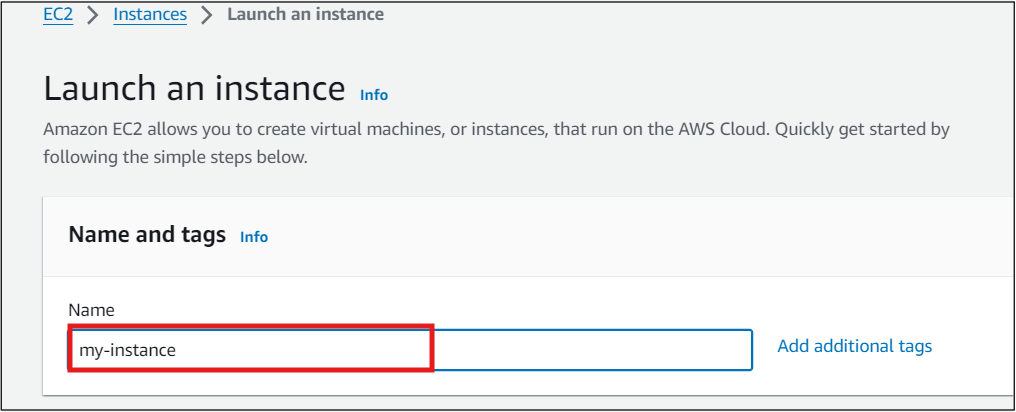 EC2 > Instances > Launch an instance
Launch an instance Info
Amazon EC2 allows you to create virtual machines, or instances, that run on the AWS Cloud. Quickly get started by
following the simple steps below.
Name and tags Info
Name
my-instance Add additional tags